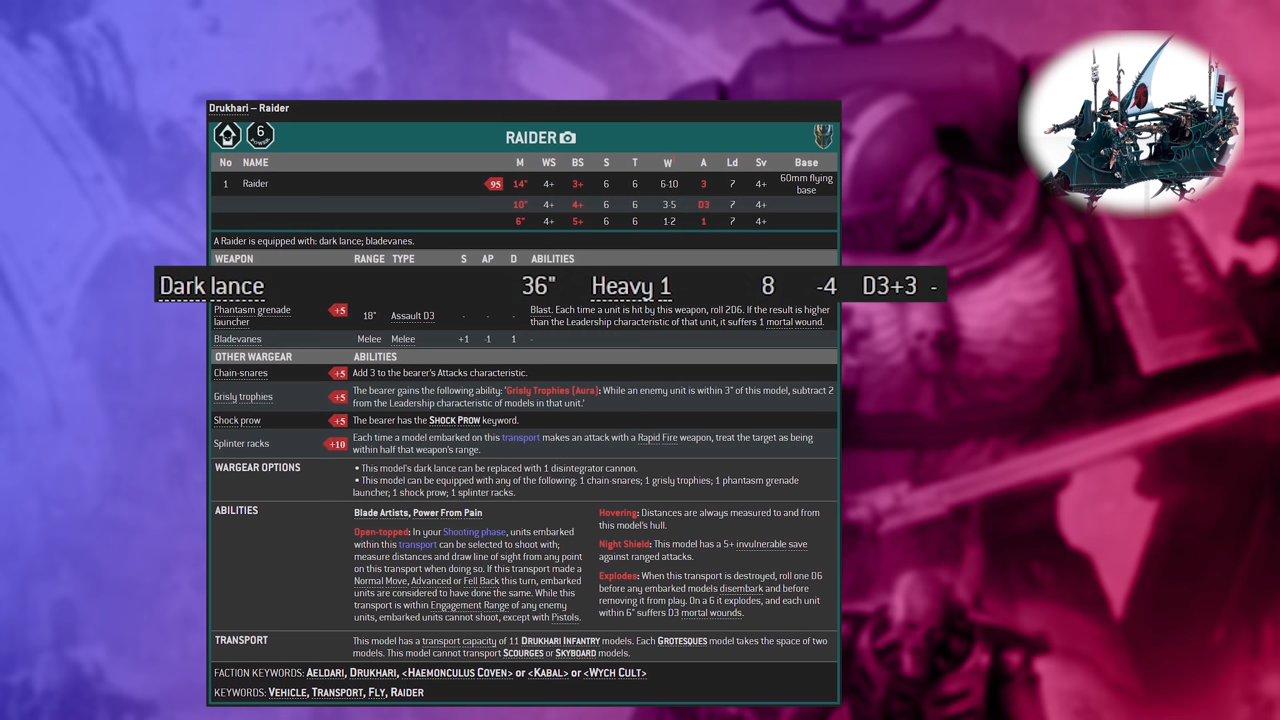 Drukhari – Raider
6
POWER
RAIDER
No NAME M WS BS S T W A Ld Sv Base
1 Raider 95 14" 4+ 3+ 6 6 6-10 3 7 4+ 60mm flying base
10" 4+ 4+ 6 6 3-5 D3 7 4+
6" 4+ 5+ 6 6 1-2 1 7 4+
A Raider is equipped with: dark lance; bladevanes.
WEAPON RANGE TYPE S AP D ABILITIES
Dark lance 36" Heavy 1 8 -4 D3+3 -
Phantasm grenade launcher +5 18" Assault D3 - - - Blast. Each time a unit is hit by this weapon, roll 2D6. If the result is higher
than the Leadership characteristic of that unit, it suffers 1 mortal wound.
Bladevanes Melee Melee +1 -1 1 -
OTHER WARGEAR ABILITIES
Chain-snares +5 Add 3 to the bearer's Attacks characteristic.
Grisly trophies +5 The bearer gains the following ability: 'Grisly Trophies (Aura): While an enemy unit is within 3" of this model, subtract 2
from the Leadership characteristic of models in that unit.'
Shock prow +5 The bearer has the SHOCK PROW keyword.
Splinter racks +10 Each time a model embarked on this transport makes an attack with a Rapid Fire weapon, treat the target as being
within half that weapon's range.
WARGEAR OPTIONS
• This model's dark lance can be replaced with 1 disintegrator cannon.
• This model can be equipped with any of the following: 1 chain-snares; 1 grisly trophies; 1 phantasm grenade
launcher; 1 shock prow; 1 splinter racks.
ABILITIES
Blade Artists, Power From Pain
Open-topped: In your Shooting phase, units embarked
within this transport can be selected to shoot with;
measure distances and draw line of sight from any point
on this transport when doing so. If this transport made a
Normal Move, Advanced or Fell Back this turn, embarked
units are considered to have done the same. While this
transport is within Engagement Range of any enemy
units, embarked units cannot shoot, except with Pistols.
Hovering: Distances are always measured to and from
this model's hull.
Night Shield: This model has a 5+ invulnerable save
against ranged attacks.
Explodes: When this transport is destroyed, roll one D6
before any embarked models disembark and before
removing it from play. On a 6 it explodes, and each unit
within 6" suffers D3 mortal wounds.
TRANSPORT
This model has a transport capacity of 11 DRUKHARI INFANTRY models. Each GROTESQUES model takes the space of two
models. This model cannot transport SCOURGES or SKYBOARD models.
FACTION KEYWORDS: AELDARI, DRUKHARI, <HAEMONCULUS COVEN> or <KABAL> or <WYCH CULT>
KEYWORDS: VEHICLE, TRANSPORT, FLY, RAIDER